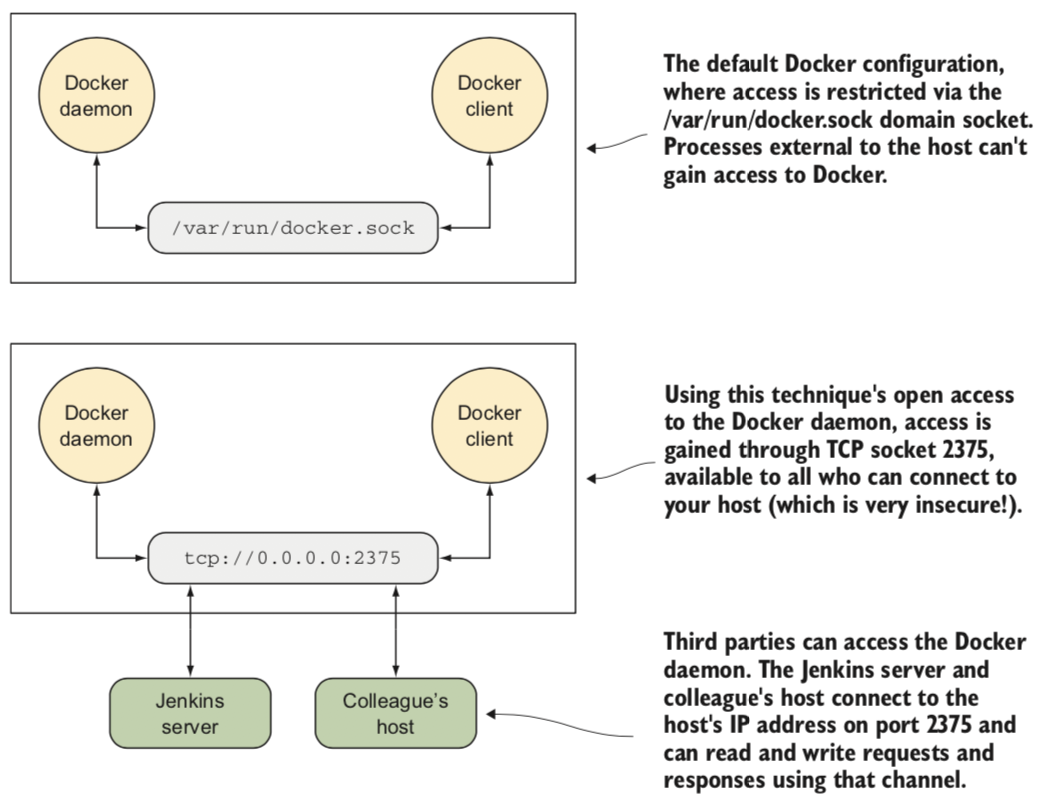 Docker
daemon
Docker
client
/var/run/docker.sock
The default Docker configuration,
where access is restricted via the
/var/run/docker.sock domain socket.
Processes external to the host can't
gain access to Docker.
Docker
daemon
Docker
client
tcp://0.0.0.0:2375
Using this technique's open access
to the Docker daemon, access is
gained through TCP socket 2375,
available to all who can connect to
your host (which is very insecure!).
Jenkins
server
Colleague’s
host
Third parties can access the Docker
daemon. The Jenkins server and
colleague's host connect to the
host's IP address on port 2375 and
can read and write requests and
responses using that channel.